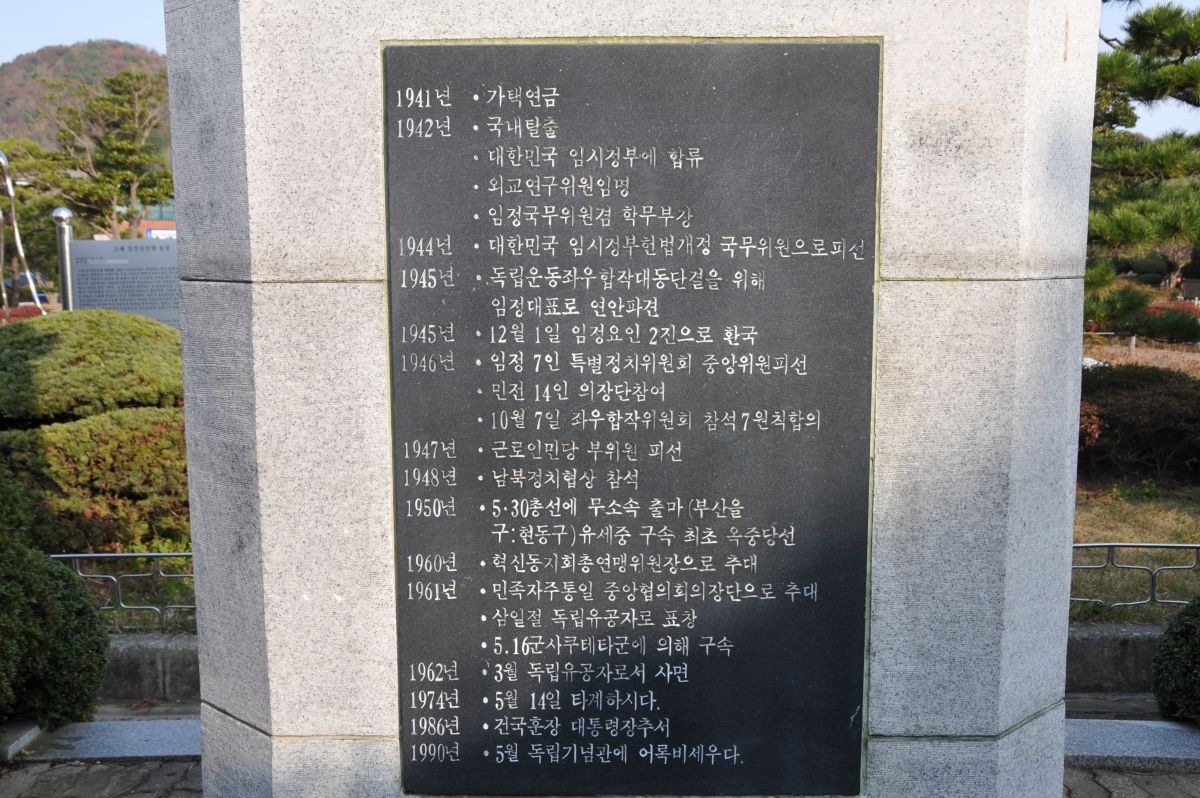 1941년 · 가택연금
1942년 · 국내탈출
· 대한민국 임시정부에 합류
· 외교연구위원임명
· 임정국무위원겸 학무부강
1944년 · 대한민국 임시정부헌법개정 국무위원으로피선
1945년 · 독립운동좌우합작대동단결을 위해
임정대표로 연안파견
1945년 · 12월 1일 임정요인 2진으로 환국
1946년 · 임정 7인 특별정치위원회 중앙위원피선
· 민전 14인 의장단참여
· 10월 7일 좌우합작위원회 참석7원칙합의
1947년 · 근로인민당 부위원 피선
1948년 · 남북정치협상 참석
1950년 · 5·30총선에 무소속 출마(부산을
구:현동구)유세중 구속 최초 옥중당선
1960년 · 혁신동지회총연맹위원장으로 추대
1961년 · 민족자주통일 중앙협의회의장단으로 추대
· 삼일절 독립유공자로 표창
· 5.16군사쿠테타군에 의해 구속
1962년 · 3월 독립유공자로서 사면
1974년 · 5월 14일 타계하시다.
1986년 · 건국훈장 대통령장추서
1990년 · 5월 독립기념관에 어록비세우다.